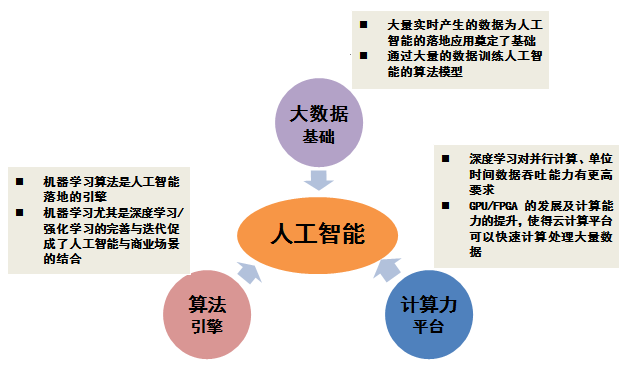 ■ 大量实时产生的数据为人工
智能的落地应用奠定了基础
■ 通过大量的数据训练人工智
能的算法模型
大数据
基础
■ 深度学习对并行计算、单位
时间数据吞吐能力有更高
要求
■ GPU/FPGA 的发展及计算能
力的提升，使得云计算平台
可以快速计算处理大量数
据
■ 机器学习算法是人工智能
落地的引擎
■ 机器学习尤其是深度学习/
强化学习的完善与迭代促
成了人工智能与商业场景
的结合
人工智能
算法
引擎
计算力
平台